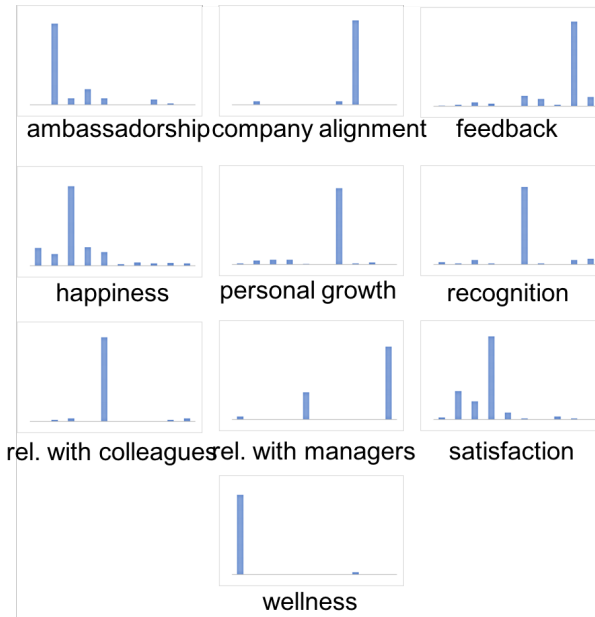 ambassadorship company alignment feedback
happiness personal growth recognition
rel. with colleagues rel. with managers satisfaction
wellness